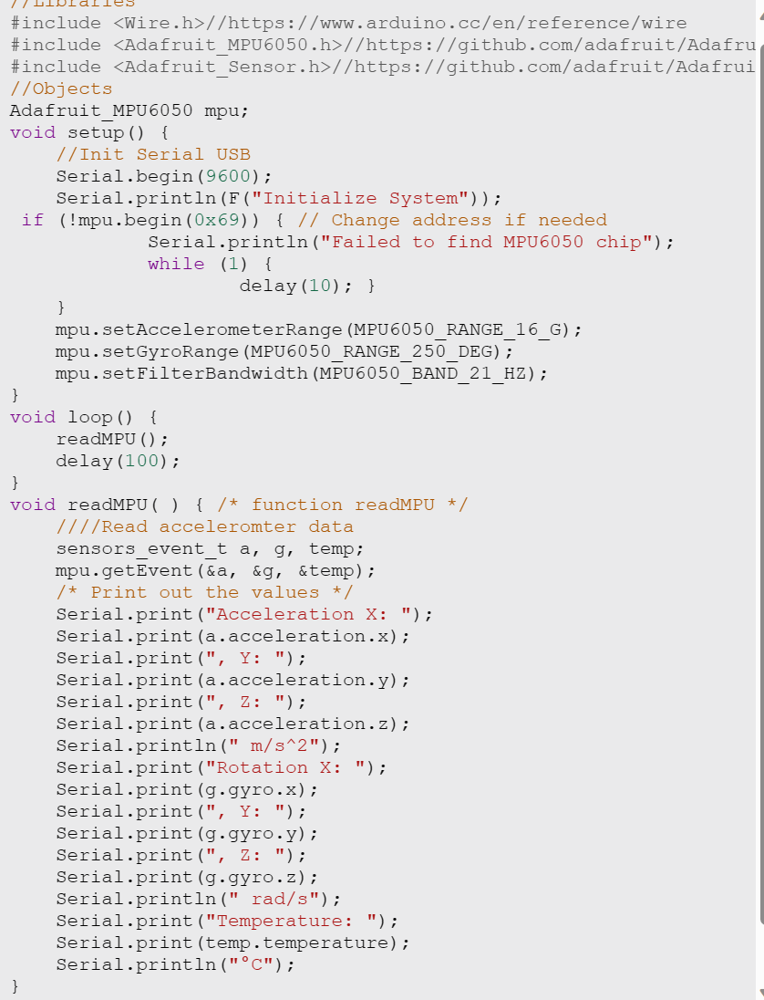 //Libraries
#include <Wire.h>//https://www.arduino.cc/en/reference/wire
#include <Adafruit_MPU6050.h>//https://github.com/adafruit/Adafru
#include <Adafruit_Sensor.h>//https://github.com/adafruit/Adafrui
//Objects
Adafruit_MPU6050 mpu;
void setup() {
    //Init Serial USB
    Serial.begin(9600);
    Serial.println(F("Initialize System"));
 if (!mpu.begin(0x69)) { // Change address if needed
            Serial.println("Failed to find MPU6050 chip");
            while (1) {
                    delay(10); }
    }
    mpu.setAccelerometerRange(MPU6050_RANGE_16_G);
    mpu.setGyroRange(MPU6050_RANGE_250_DEG);
    mpu.setFilterBandwidth(MPU6050_BAND_21_HZ);
}
void loop() {
    readMPU();
    delay(100);
}
void readMPU( ) { /* function readMPU */
    ////Read acceleromter data
    sensors_event_t a, g, temp;
    mpu.getEvent(&a, &g, &temp);
    /* Print out the values */
    Serial.print("Acceleration X: ");
    Serial.print(a.acceleration.x);
    Serial.print(", Y: ");
    Serial.print(a.acceleration.y);
    Serial.print(", Z: ");
    Serial.print(a.acceleration.z);
    Serial.println(" m/s^2");
    Serial.print("Rotation X: ");
    Serial.print(g.gyro.x);
    Serial.print(", Y: ");
    Serial.print(g.gyro.y);
    Serial.print(", Z: ");
    Serial.print(g.gyro.z);
    Serial.println(" rad/s");
    Serial.print("Temperature: ");
    Serial.print(temp.temperature);
    Serial.println("°C");
}